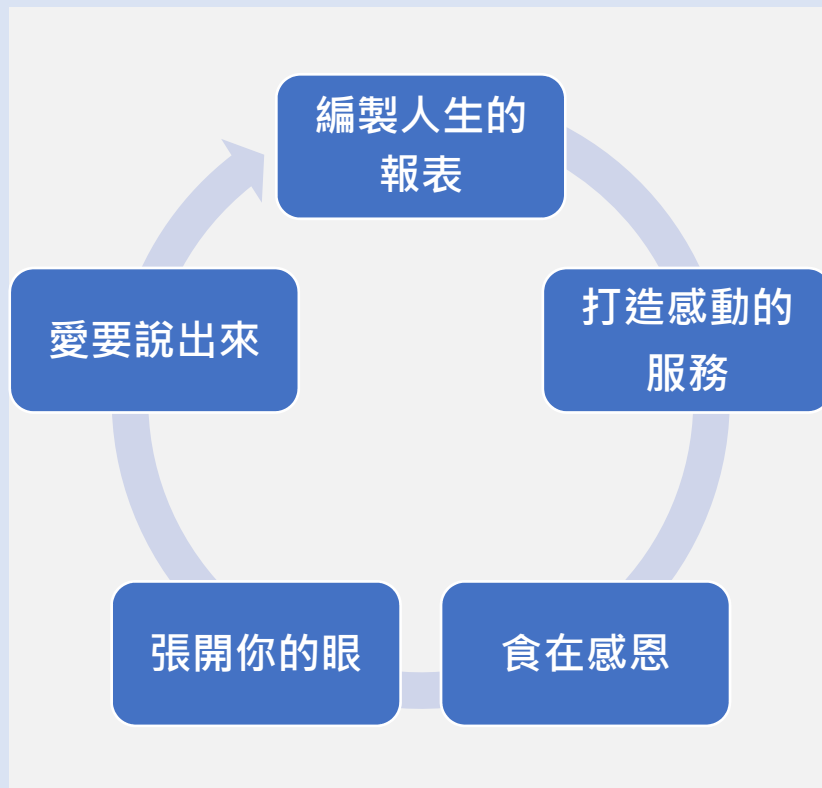 編製人生的
報表
打造感動的
服務
食在感恩
張開你的眼
愛要說出來